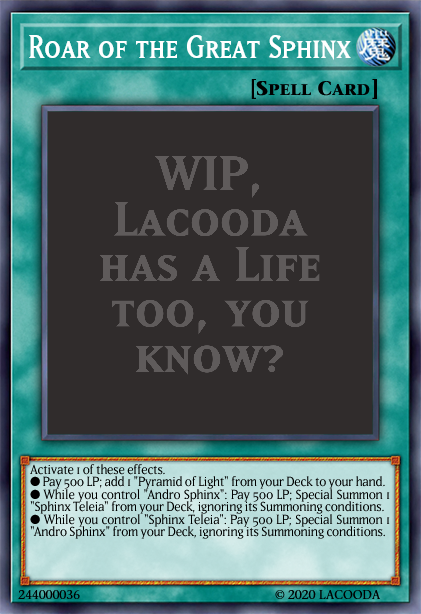 Roar of the Great Sphinx 魔
[Spell Card]
WIP,
Lacooda
has a Life
too, you
know?
Activate 1 of these effects.
● Pay 500 LP; add 1 "Pyramid of Light" from your Deck to your hand.
● While you control "Andro Sphinx": Pay 500 LP; Special Summon 1
"Sphinx Teleia" from your Deck, ignoring its Summoning conditions.
● While you control "Sphinx Teleia": Pay 500 LP; Special Summon 1
"Andro Sphinx" from your Deck, ignoring its Summoning conditions.
244000036 © 2020 LACOODA